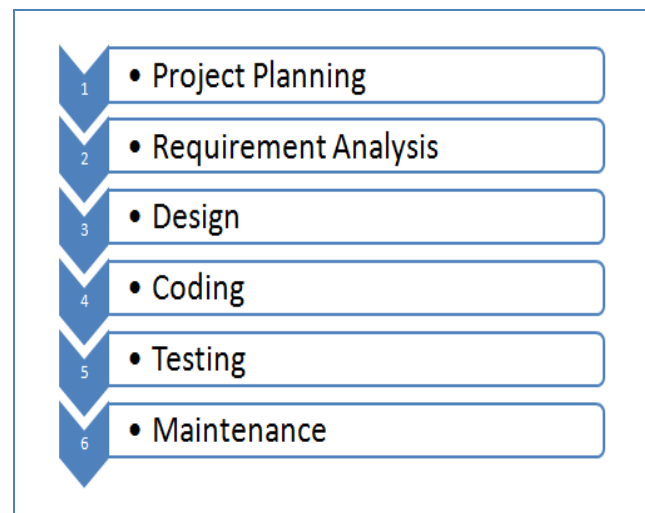 1 • Project Planning
2 • Requirement Analysis
3 • Design
4 • Coding
5 • Testing
6 • Maintenance